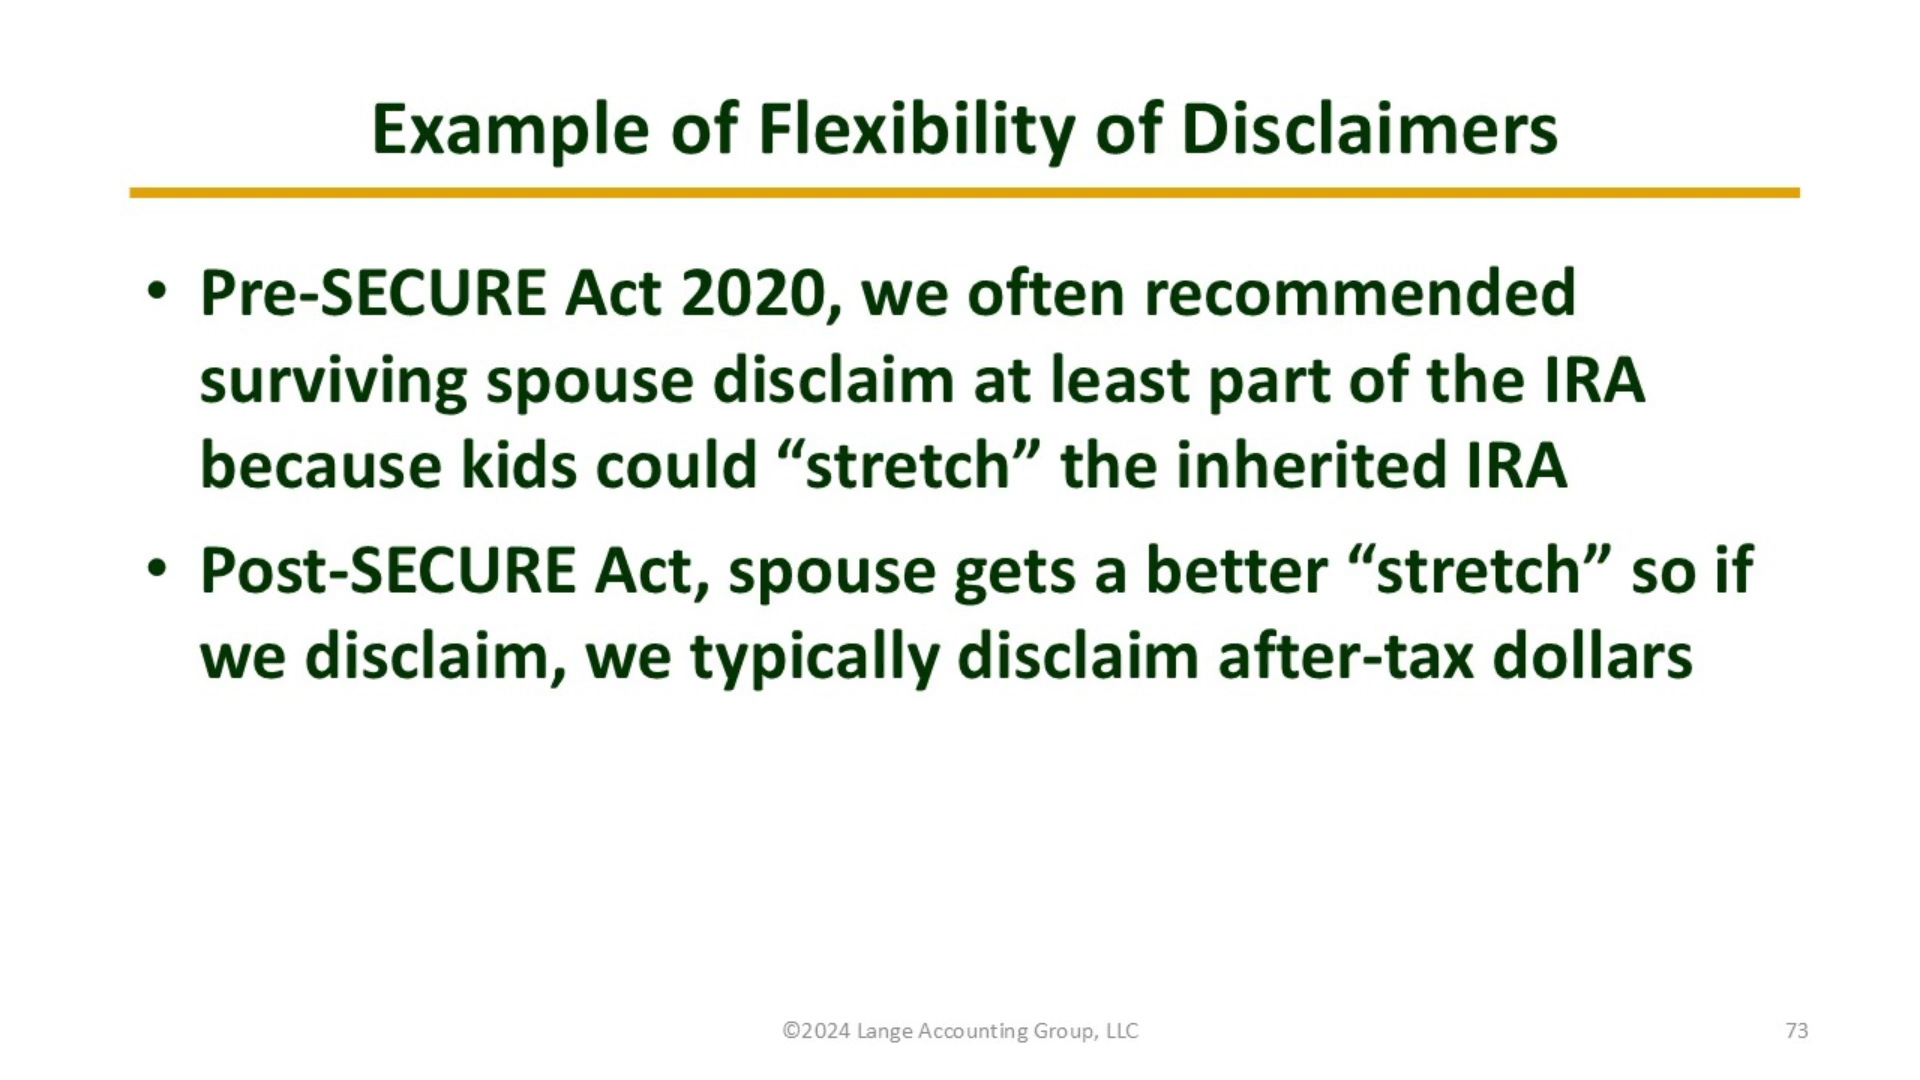 Example of Flexibility of Disclaimers
• Pre-SECURE Act 2020, we often recommended
surviving spouse disclaim at least part of the IRA
because kids could “stretch” the inherited IRA
• Post-SECURE Act, spouse gets a better “stretch” so if
we disclaim, we typically disclaim after-tax dollars
©2024 Lange Accounting Group, LLC
73